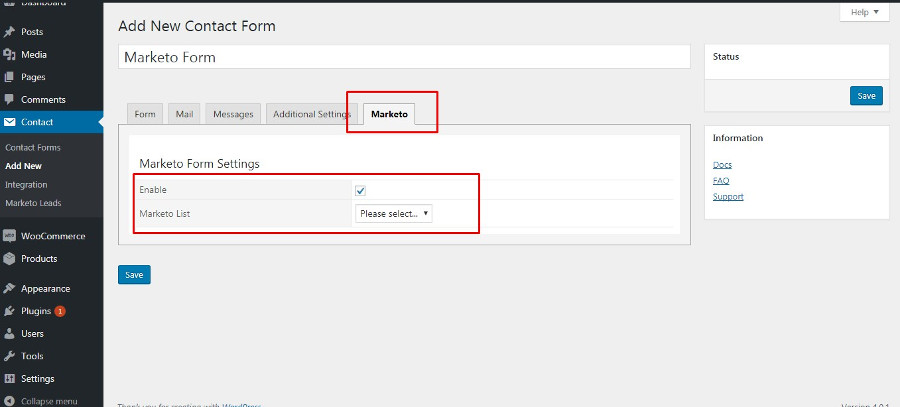 Dashboard
Posts
Media
Pages
Comments
Contact
Contact Forms
Add New
Integration
Marketo Leads
WooCommerce
Products
Appearance
Plugins 1
Users
Tools
Settings
Collapse menu
Help
Add New Contact Form
Marketo Form
Form
Mail
Messages
Additional Settings
Marketo
Marketo Form Settings
Enable
Marketo List
Please select...
Save
Status
Save
Information
Docs
FAQ
Support
Thank you for creating with WordPress.
Version 4.9.1